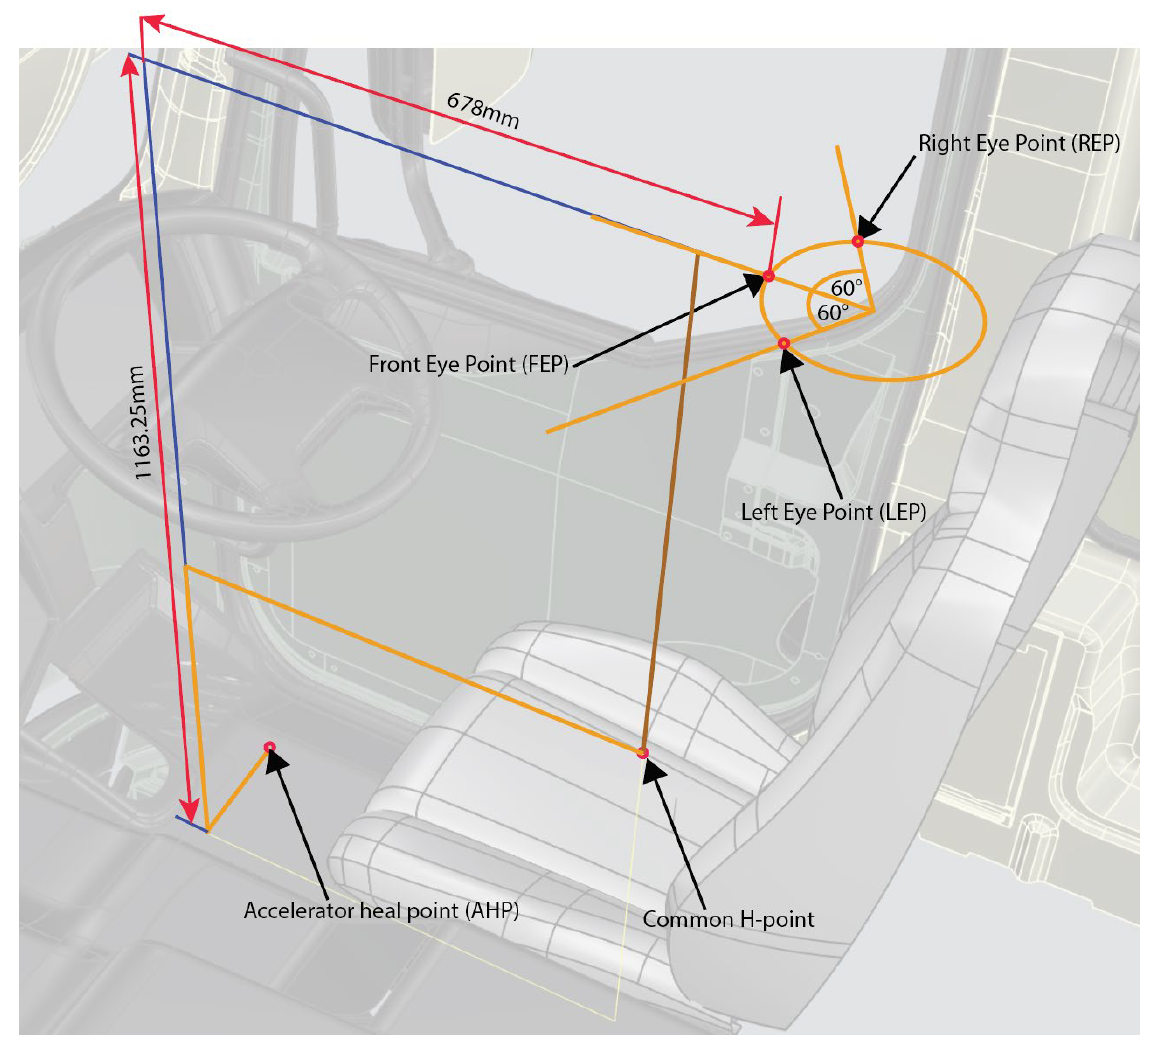 678mm
Right Eye Point (REP)
60°
60°
Front Eye Point (FEP)
1163.25mm
Left Eye Point (LEP)
Accelerator heal point (AHP)
Common H-point